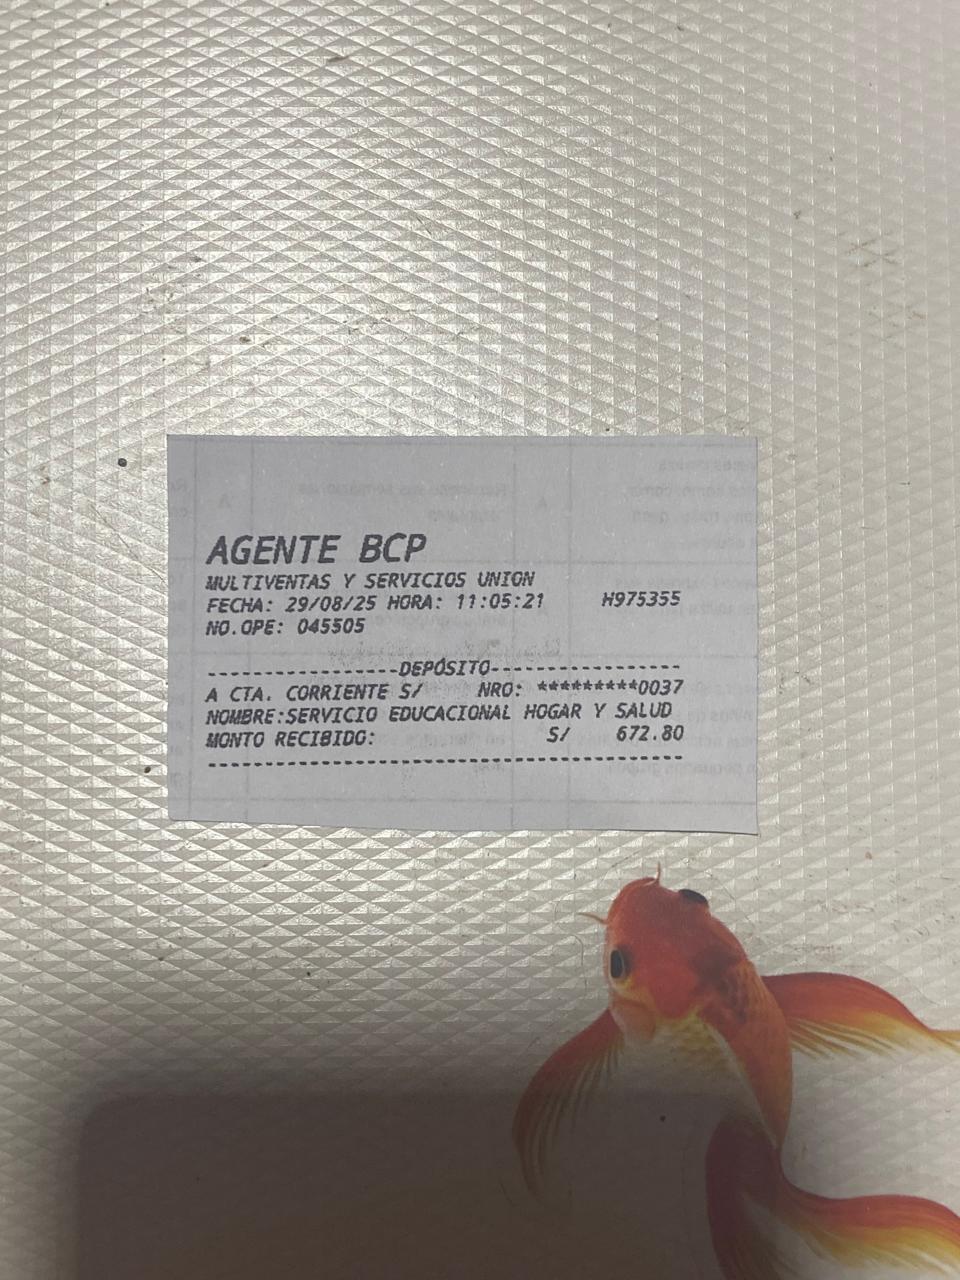 AGENTE BCP
MULTIVENTAS Y SERVICIOS UNION
FECHA: 29/08/25 HORA: 11:05:21 H975355
NO.OPE: 045505
-------------------DEPÓSITO-------------------
A CTA. CORRIENTE S/ NRO: *********0037
NOMBRE:SERVICIO EDUCACIONAL HOGAR Y SALUD
MONTO RECIBIDO: S/ 672.80
-----------------------------------------------